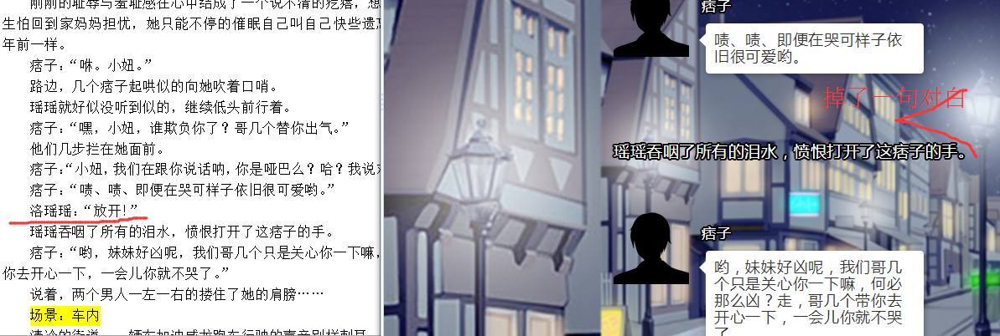 刚刚的耻辱与羞耻感在心中结成了一个说不清的疙瘩，想
生怕回到家妈妈担忧，她只能不停的催眠自己叫自己快些遗忘
年前一样。
痞子：“咻。小妞。”
路边，几个痞子起哄似的向她吹着口哨。
瑶瑶就好似没听到似的，继续低头前行着。
痞子：“嘿，小妞，谁欺负你了？哥几个替你出气。”
他们几步拦在她面前。
痞子：“小妞，我们在跟你说话呐，你是哑巴么？哈？我说对
痞子：“啧、啧、即便在哭可样子依旧很可爱哟。”
洛瑶瑶：“放开！”
瑶瑶吞咽了所有的泪水，愤恨打开了这痞子的手。
痞子：“哟，妹妹好凶呢，我们哥几个只是关心你一下嘛，
你去开心一下，一会儿你就不哭了。”
说着，两个男人一左一右的搂住了她的肩膀……
场景：车内
痞子
啧、啧、即便在哭可样子依
旧很可爱哟。
掉了一句对白
瑶瑶吞咽了所有的泪水，愤恨打开了这痞子的手。
痞子
哟，妹妹好凶呢，我们哥几
个只是关心你一下嘛，何必
那么凶？走，哥几个带你去
开心一下，一会儿你就不哭
了